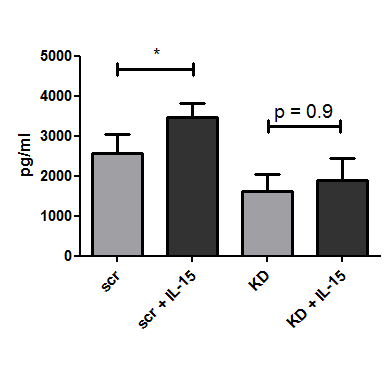 *
p = 0.9
pg/ml
5000
4000
3000
2000
1000
0
scr
scr + IL-15
KD
KD + IL-15